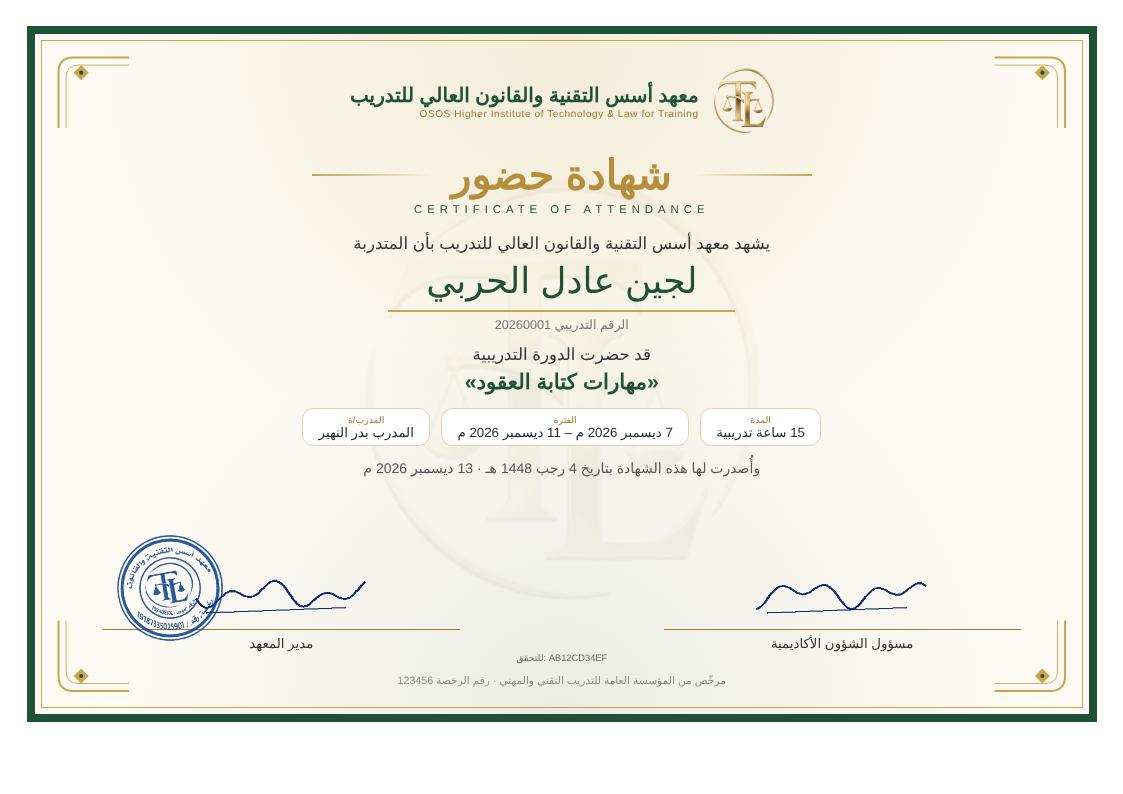 معهد أسس التقنية والقانون العالي للتدريب
OSOS Higher Institute of Technology & Law for Training
شهادة حضور
CERTIFICATE OF ATTENDANCE
يشهد معهد أسس التقنية والقانون العالي للتدريب بأن المتدربة
لجين عادل الحربي
الرقم التدريبي 20260001
قد حضرت الدورة التدريبية
«مهارات كتابة العقود»
المدة
15 ساعة تدريبية
الفترة
7 ديسمبر 2026 م – 11 ديسمبر 2026 م
المدرب/ة
المدرب بدر النهير
وأُصدرت لها هذه الشهادة بتاريخ 4 رجب 1448 هـ · 13 ديسمبر 2026 م
مسؤول الشؤون الأكاديمية
معهد أسس التقنية والقانون
مدير المعهد
للتحقق: AB12CD34EF
مرخّص من المؤسسة العامة للتدريب التقني والمهني · رقم الرخصة 123456